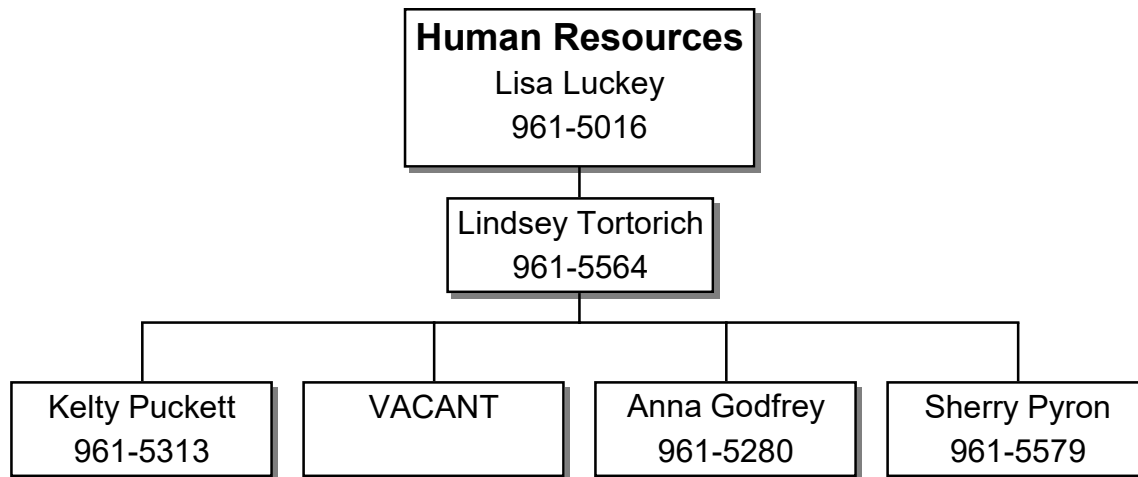 Human Resources
Lisa Luckey
961-5016
Lindsey Tortorich
961-5564
Kelty Puckett
961-5313
VACANT
Anna Godfrey
961-5280
Sherry Pyron
961-5579